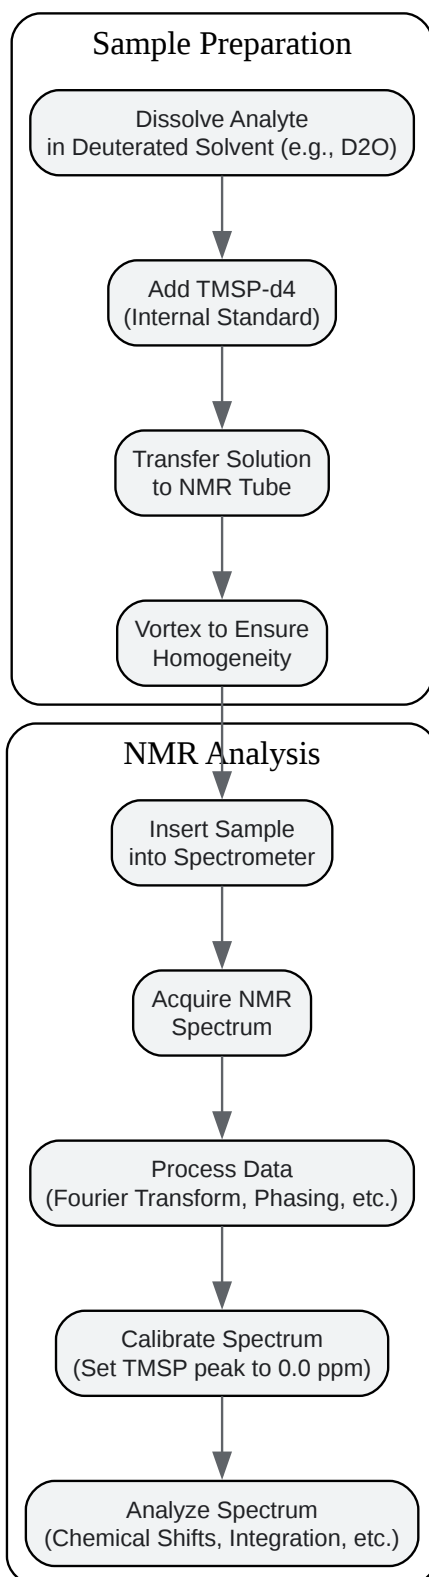 Sample Preparation
Dissolve Analyte
in Deuterated Solvent (e.g., D2O)
Add TMSP-d4
(Internal Standard)
Transfer Solution
to NMR Tube
Vortex to Ensure
Homogeneity
NMR Analysis
Insert Sample
into Spectrometer
Acquire NMR
Spectrum
Process Data
(Fourier Transform, Phasing, etc.)
Calibrate Spectrum
(Set TMSP peak to 0.0 ppm)
Analyze Spectrum
(Chemical Shifts, Integration, etc.)